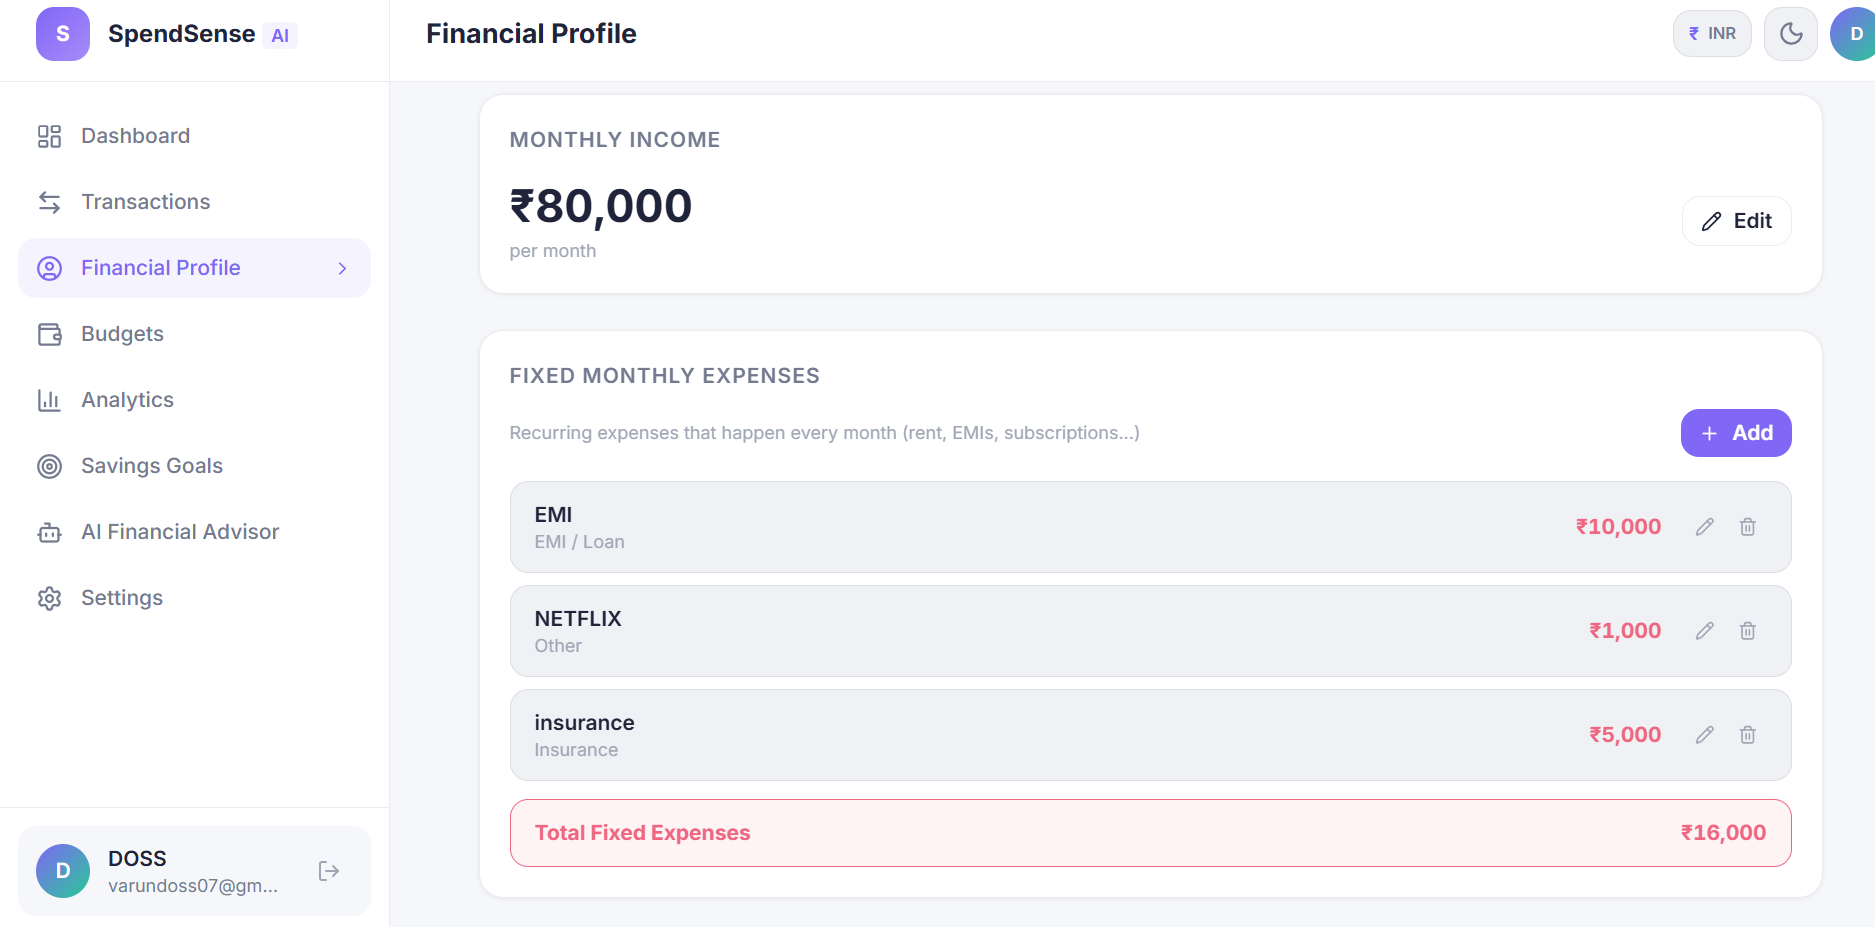 S
SpendSense AI
Financial Profile
₹ INR
D
Dashboard
Transactions
Financial Profile
Budgets
Analytics
Savings Goals
AI Financial Advisor
Settings
D
DOSS
varundoss07@gm...
MONTHLY INCOME
₹80,000
per month
Edit
FIXED MONTHLY EXPENSES
Recurring expenses that happen every month (rent, EMIs, subscriptions...)
+ Add
EMI
EMI / Loan
₹10,000
NETFLIX
Other
₹1,000
insurance
Insurance
₹5,000
Total Fixed Expenses
₹16,000